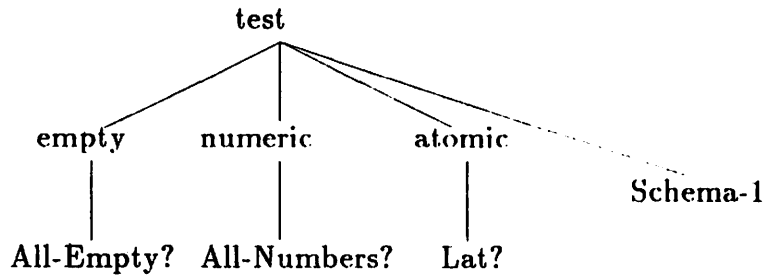 test
empty numeric atomic
Schema-1
All-Empty? All-Numbers? Lat?